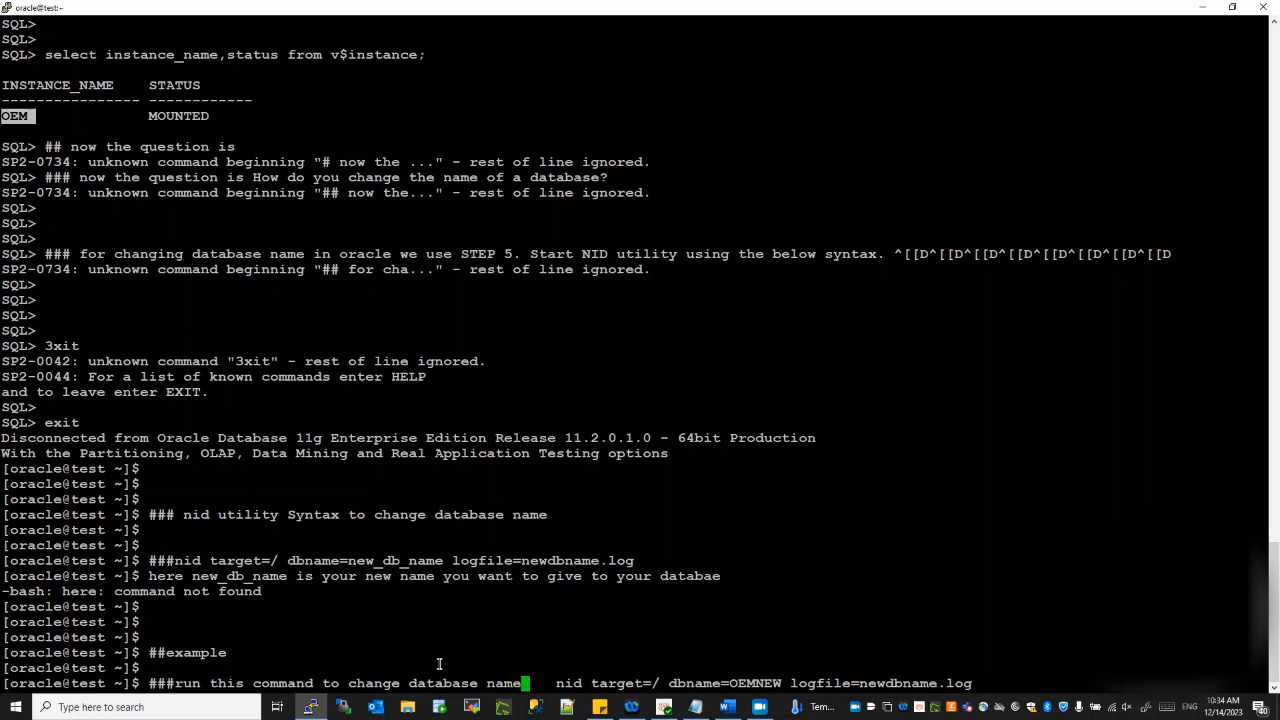 oracle@test:~
SQL>
SQL>
SQL> select instance_name,status from v$instance;
INSTANCE_NAME    STATUS
---------------- ------------
OEM              MOUNTED
SQL> ## now the question is
SP2-0734: unknown command beginning "# now the ..." - rest of line ignored.
SQL> ### now the question is How do you change the name of a database?
SP2-0734: unknown command beginning "## now the..." - rest of line ignored.
SQL>
SQL>
SQL>
SQL> ### for changing database name in oracle we use STEP 5. Start NID utility using the below syntax. ^[[D^[[D^[[D^[[D^[[D^[[D^[[D^[[D
SP2-0734: unknown command beginning "## for cha..." - rest of line ignored.
SQL>
SQL>
SQL>
SQL>
SQL> 3xit
SP2-0042: unknown command "3xit" - rest of line ignored.
SP2-0044: For a list of known commands enter HELP
and to leave enter EXIT.
SQL>
SQL> exit
Disconnected from Oracle Database 11g Enterprise Edition Release 11.2.0.1.0 - 64bit Production
With the Partitioning, OLAP, Data Mining and Real Application Testing options
[oracle@test ~]$
[oracle@test ~]$
[oracle@test ~]$
[oracle@test ~]$ ### nid utility Syntax to change database name
[oracle@test ~]$
[oracle@test ~]$
[oracle@test ~]$ ###nid target=/ dbname=new_db_name logfile=newdbname.log
[oracle@test ~]$ here new_db_name is your new name you want to give to your databae
-bash: here: command not found
[oracle@test ~]$
[oracle@test ~]$
[oracle@test ~]$
[oracle@test ~]$ ##example
[oracle@test ~]$
[oracle@test ~]$ ###run this command to change database name    nid target=/ dbname=OEMNEW logfile=newdbname.log
Type here to search
Tem...
ENG
10:34 AM
12/14/2023
40